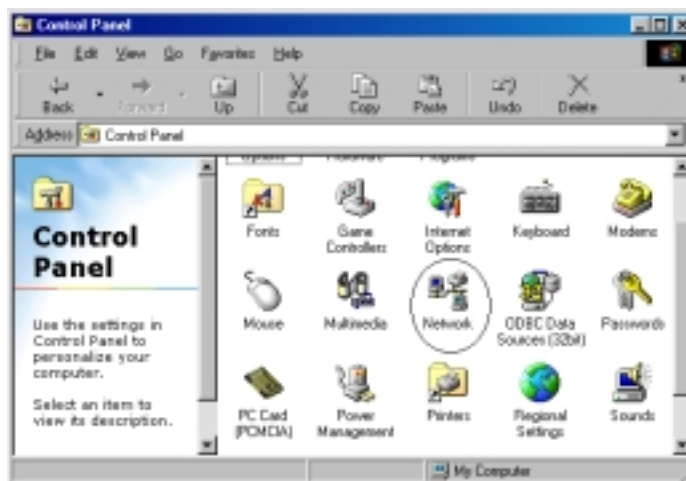 Control Panel
File Edit View Go Favorites Help
Back Forward Up Cut Copy Paste Undo Delete
Address Control Panel
Options Hardware Programs
Control
Panel
Use the settings in
Control Panel to
personalize your
computer.
Select an item to
view its description.
Fonts
Game
Controllers
Internet
Options
Keyboard
Modems
Mouse
Multimedia
Network
ODBC Data
Sources (32bit)
Passwords
PC Card
(PCMCIA)
Power
Management
Printers
Regional
Settings
Sounds
My Computer